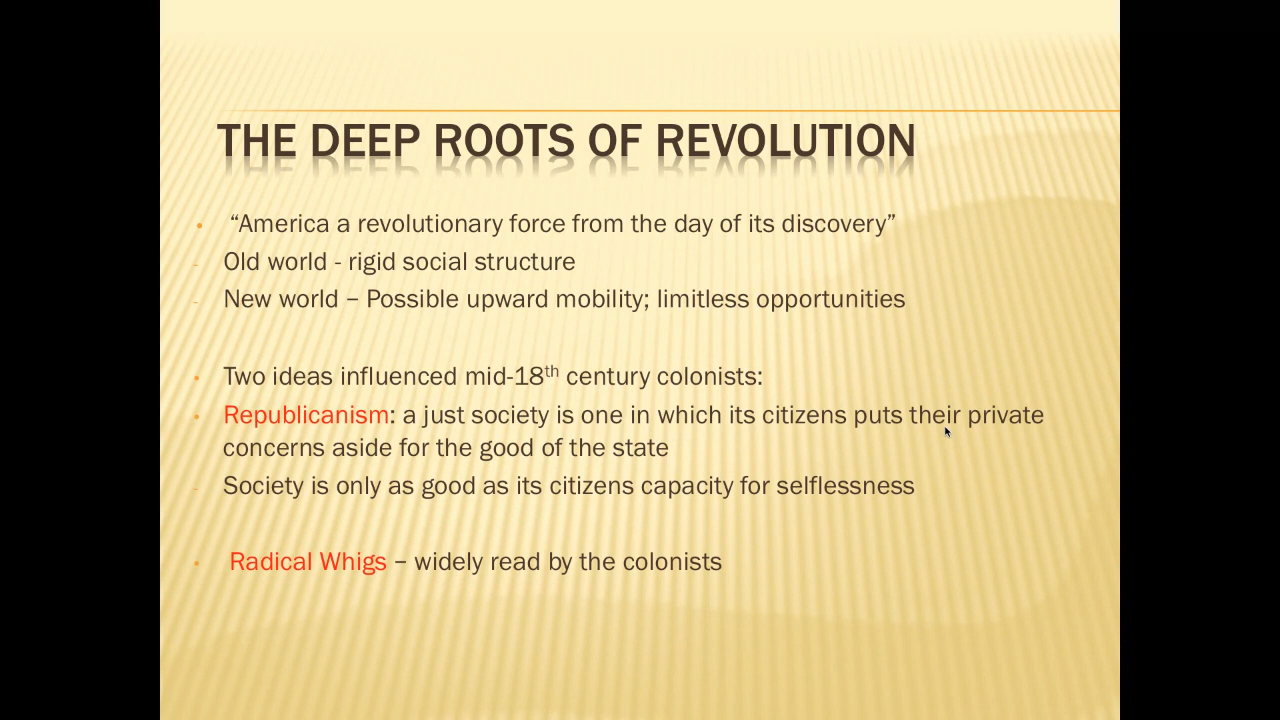 THE DEEP ROOTS OF REVOLUTION
• “America a revolutionary force from the day of its discovery”
- Old world - rigid social structure
- New world – Possible upward mobility; limitless opportunities
• Two ideas influenced mid-18th century colonists:
• Republicanism: a just society is one in which its citizens puts their private
concerns aside for the good of the state
- Society is only as good as its citizens capacity for selflessness
• Radical Whigs – widely read by the colonists